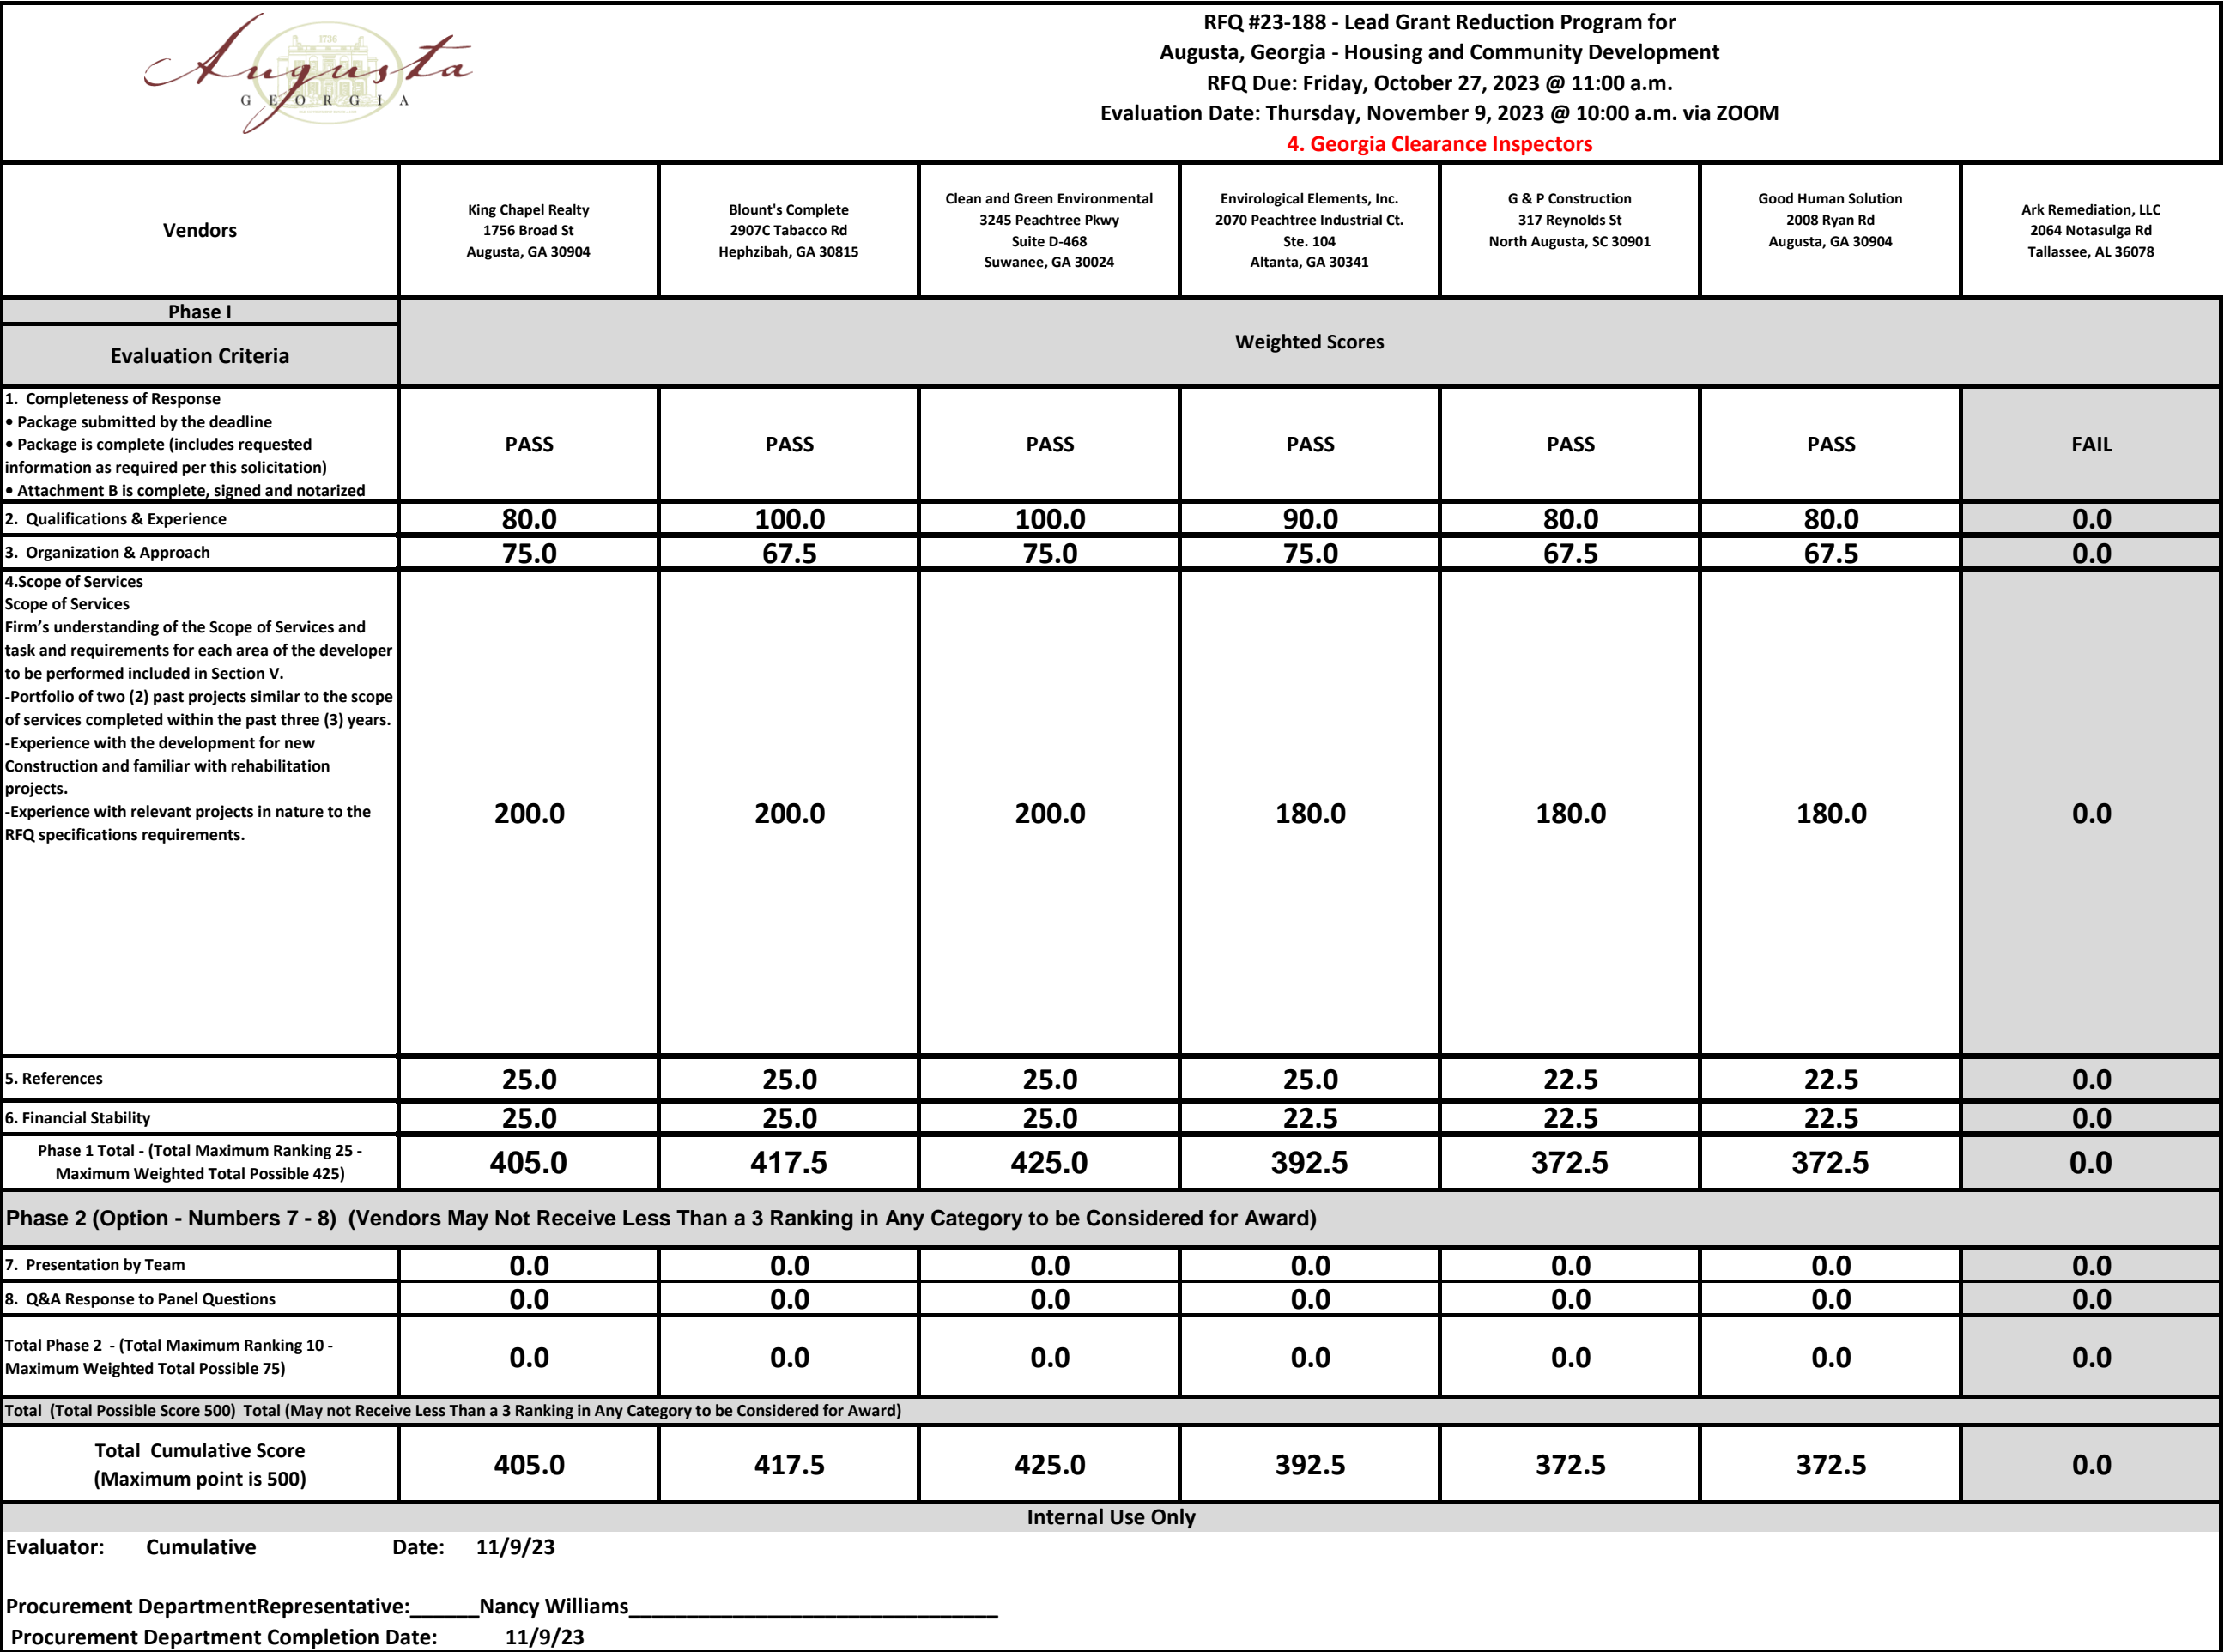 Augusta
1736
GEORGIA
RFQ #23-188 - Lead Grant Reduction Program for
Augusta, Georgia - Housing and Community Development
RFQ Due: Friday, October 27, 2023 @ 11:00 a.m.
Evaluation Date: Thursday, November 9, 2023 @ 10:00 a.m. via ZOOM
4. Georgia Clearance Inspectors
Vendors
King Chapel Realty
1756 Broad St
Augusta, GA 30904
Blount's Complete
2907C Tabacco Rd
Hephzibah, GA 30815
Clean and Green Environmental
3245 Peachtree Pkwy
Suite D-468
Suwanee, GA 30024
Envirological Elements, Inc.
2070 Peachtree Industrial Ct.
Ste. 104
Altanta, GA 30341
G & P Construction
317 Reynolds St
North Augusta, SC 30901
Good Human Solution
2008 Ryan Rd
Augusta, GA 30904
Ark Remediation, LLC
2064 Notasulga Rd
Tallassee, AL 36078
Phase I
Evaluation Criteria
Weighted Scores
1. Completeness of Response
• Package submitted by the deadline
• Package is complete (includes requested
information as required per this solicitation)
• Attachment B is complete, signed and notarized
PASS PASS PASS PASS PASS PASS FAIL
2. Qualifications & Experience 80.0 100.0 100.0 90.0 80.0 80.0 0.0
3. Organization & Approach 75.0 67.5 75.0 75.0 67.5 67.5 0.0
4.Scope of Services
Scope of Services
Firm's understanding of the Scope of Services and
task and requirements for each area of the developer
to be performed included in Section V.
-Portfolio of two (2) past projects similar to the scope
of services completed within the past three (3) years.
-Experience with the development for new
Construction and familiar with rehabilitation
projects.
-Experience with relevant projects in nature to the
RFQ specifications requirements.
200.0 200.0 200.0 180.0 180.0 180.0 0.0
5. References 25.0 25.0 25.0 25.0 22.5 22.5 0.0
6. Financial Stability 25.0 25.0 25.0 22.5 22.5 22.5 0.0
Phase 1 Total - (Total Maximum Ranking 25 -
Maximum Weighted Total Possible 425)
405.0 417.5 425.0 392.5 372.5 372.5 0.0
Phase 2 (Option - Numbers 7 - 8) (Vendors May Not Receive Less Than a 3 Ranking in Any Category to be Considered for Award)
7. Presentation by Team 0.0 0.0 0.0 0.0 0.0 0.0 0.0
8. Q&A Response to Panel Questions 0.0 0.0 0.0 0.0 0.0 0.0 0.0
Total Phase 2 - (Total Maximum Ranking 10 -
Maximum Weighted Total Possible 75)
0.0 0.0 0.0 0.0 0.0 0.0 0.0
Total (Total Possible Score 500) Total (May not Receive Less Than a 3 Ranking in Any Category to be Considered for Award)
Total Cumulative Score
(Maximum point is 500)
405.0 417.5 425.0 392.5 372.5 372.5 0.0
Internal Use Only
Evaluator: Cumulative Date: 11/9/23
Procurement DepartmentRepresentative:______Nancy Williams________________________________
Procurement Department Completion Date: 11/9/23